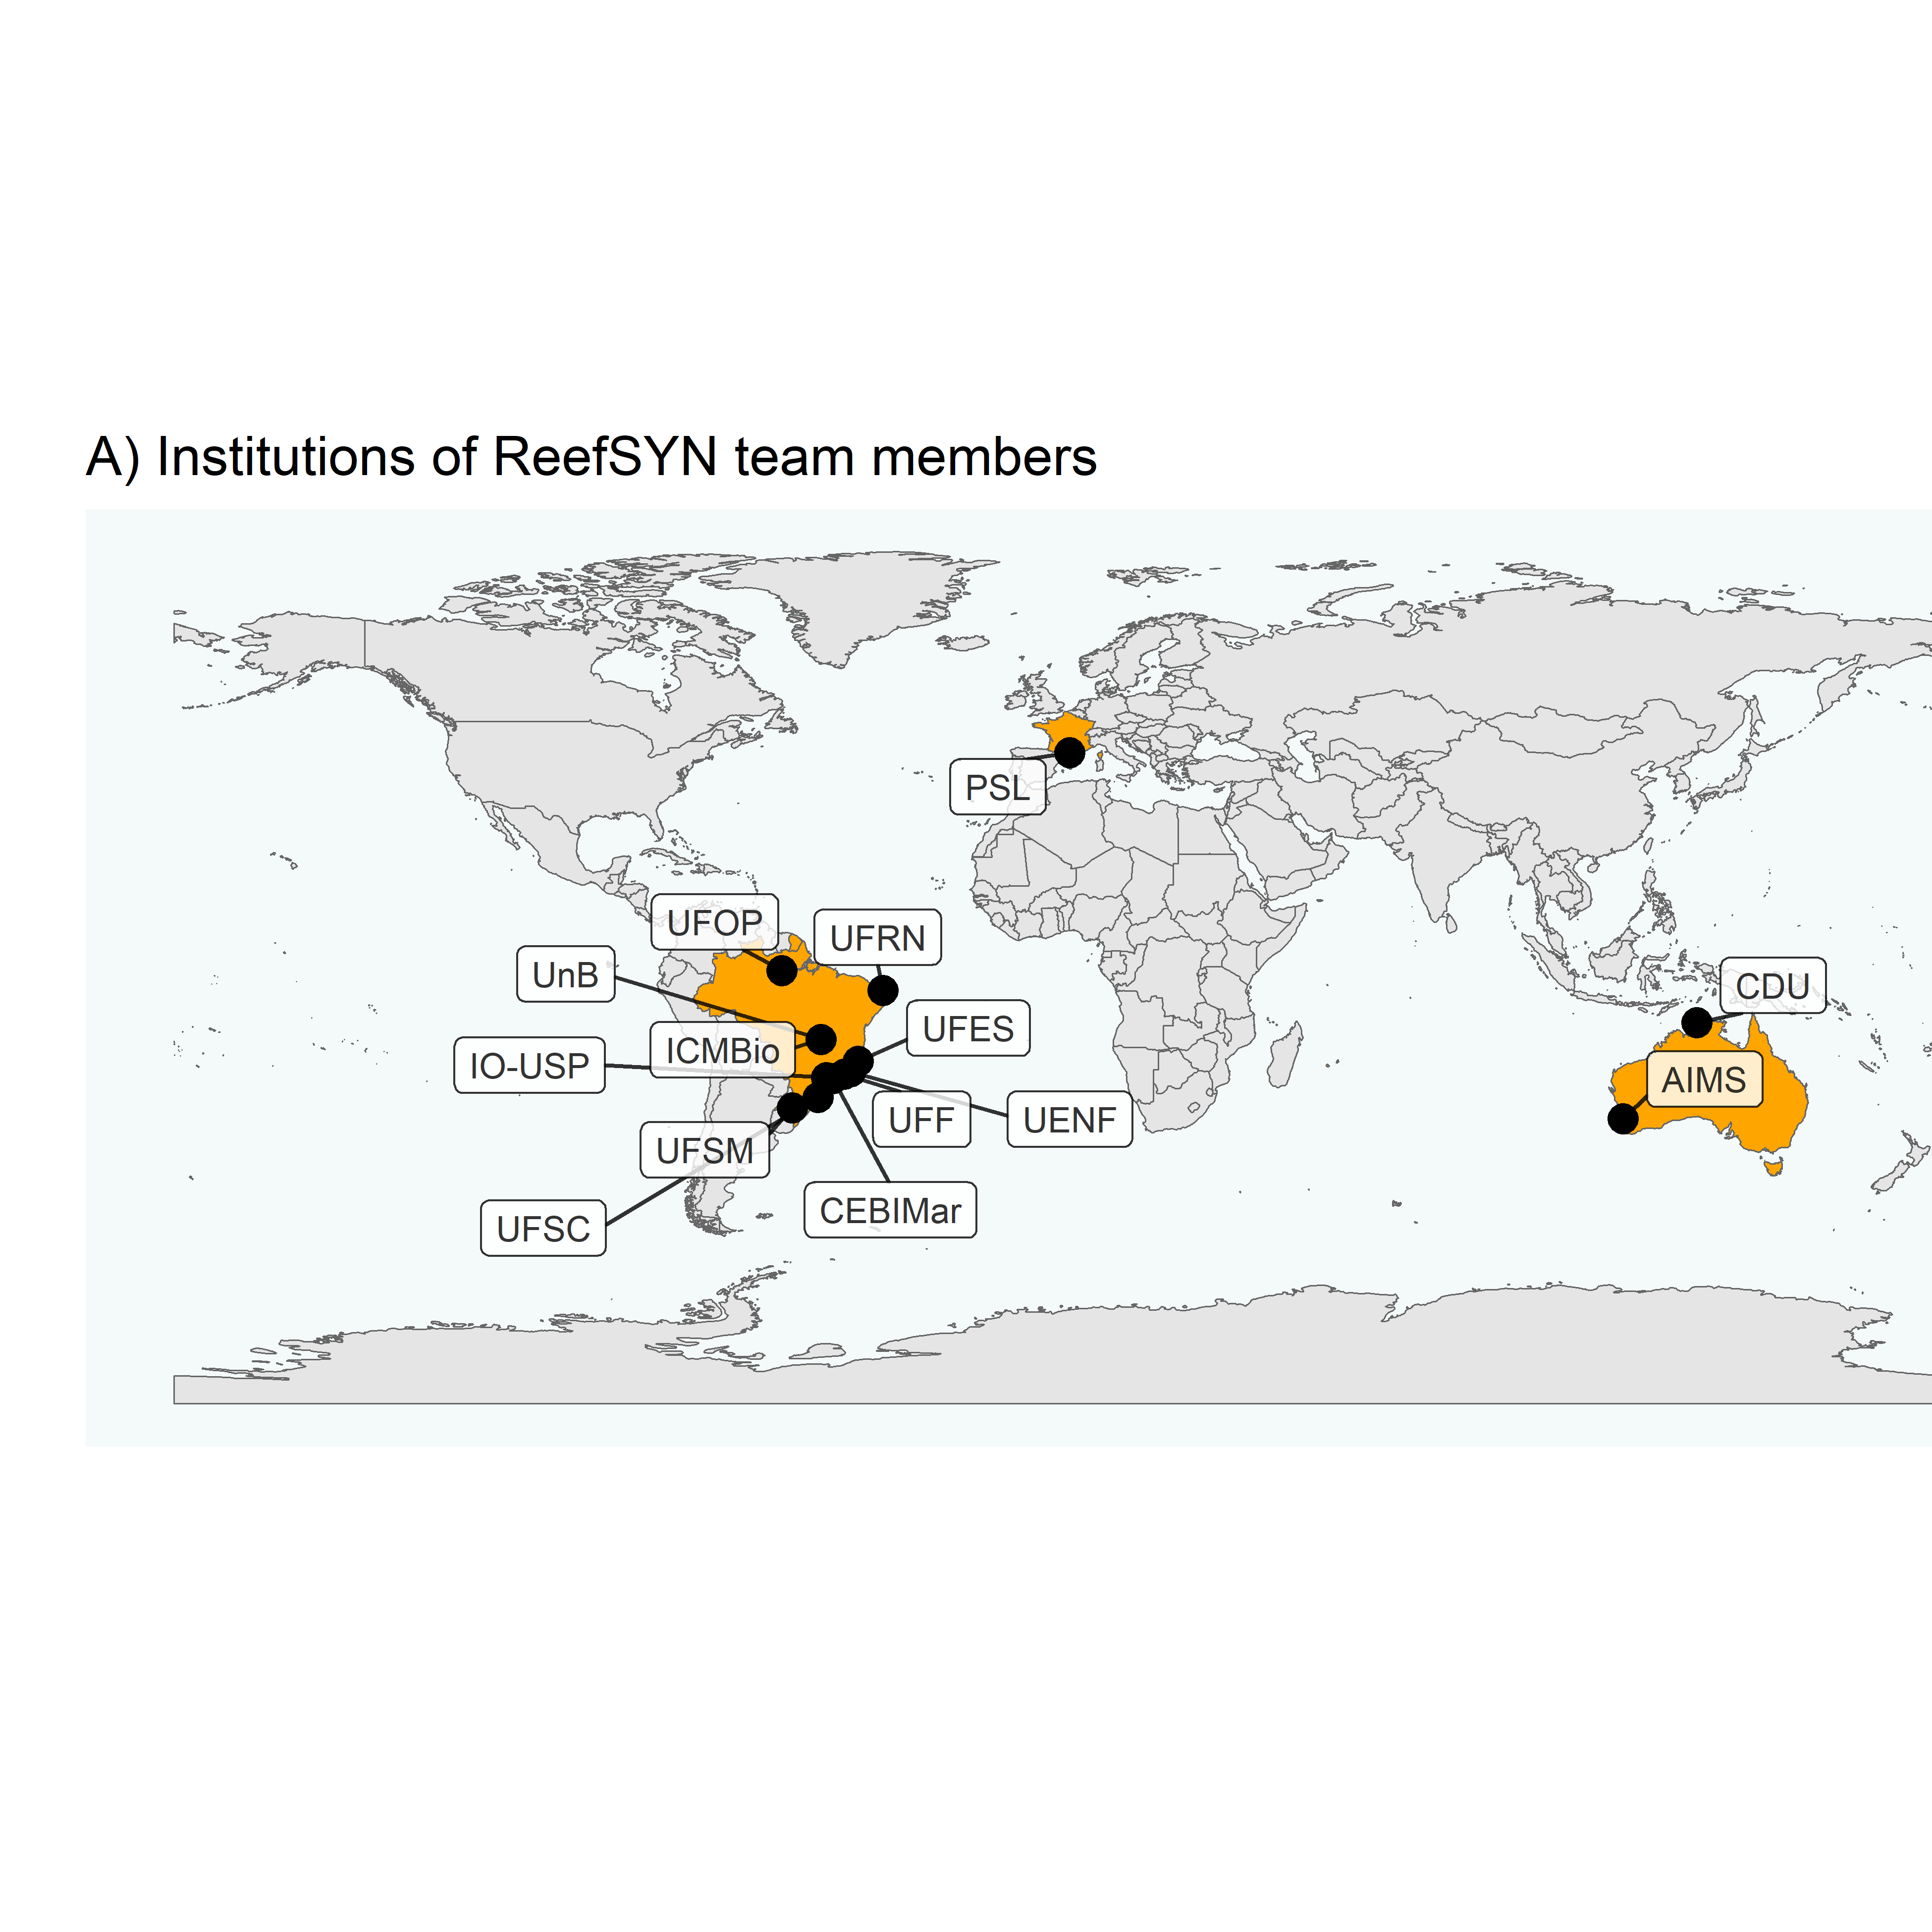 A) Institutions of ReefSYN team members
PSL
UFOP
UFRN
UnB
CDU
UFES
ICMBio
IO-USP
AIMS
UFF
UENF
UFSM
CEBIMar
UFSC